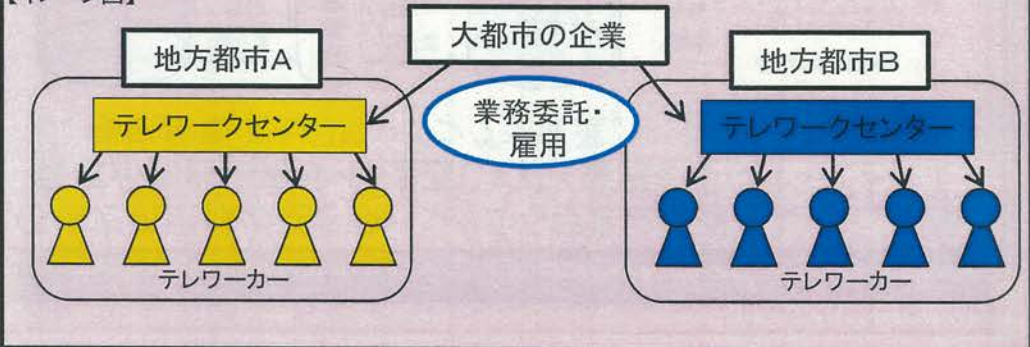 大都市の企業
地方都市A
地方都市B
テレワークセンター
業務委託・
雇用
テレワークセンター
テレワーカー
テレワーカー